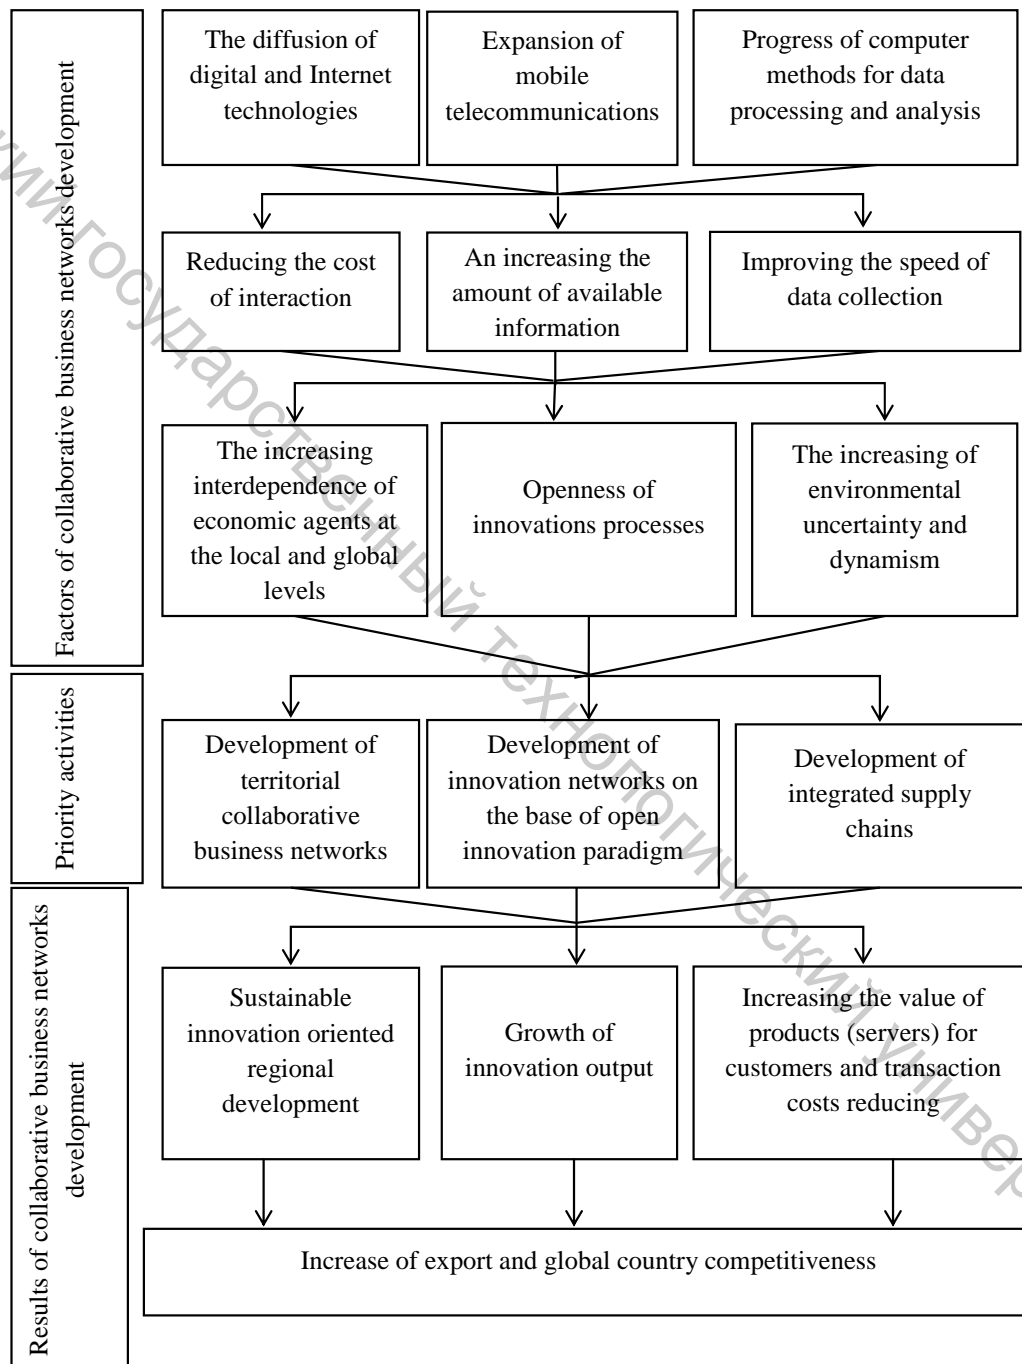 Factors of collaborative business networks development
The diffusion of
digital and Internet
technologies
Expansion of
mobile
telecommunications
Progress of computer
methods for data
processing and analysis
Reducing the cost
of interaction
An increasing the
amount of available
information
Improving the speed of
data collection
The increasing
interdependence of
economic agents at
the local and global
levels
Openness of
innovations processes
The increasing of
environmental
uncertainty and
dynamism
Priority activities
Development of
territorial
collaborative
business networks
Development of
innovation networks on
the base of open
innovation paradigm
Development of
integrated supply
chains
Results of collaborative business networks
development
Sustainable
innovation oriented
regional
development
Growth of
innovation output
Increasing the value of
products (servers) for
customers and transaction
costs reducing
Increase of export and global country competitiveness
государственный технологический